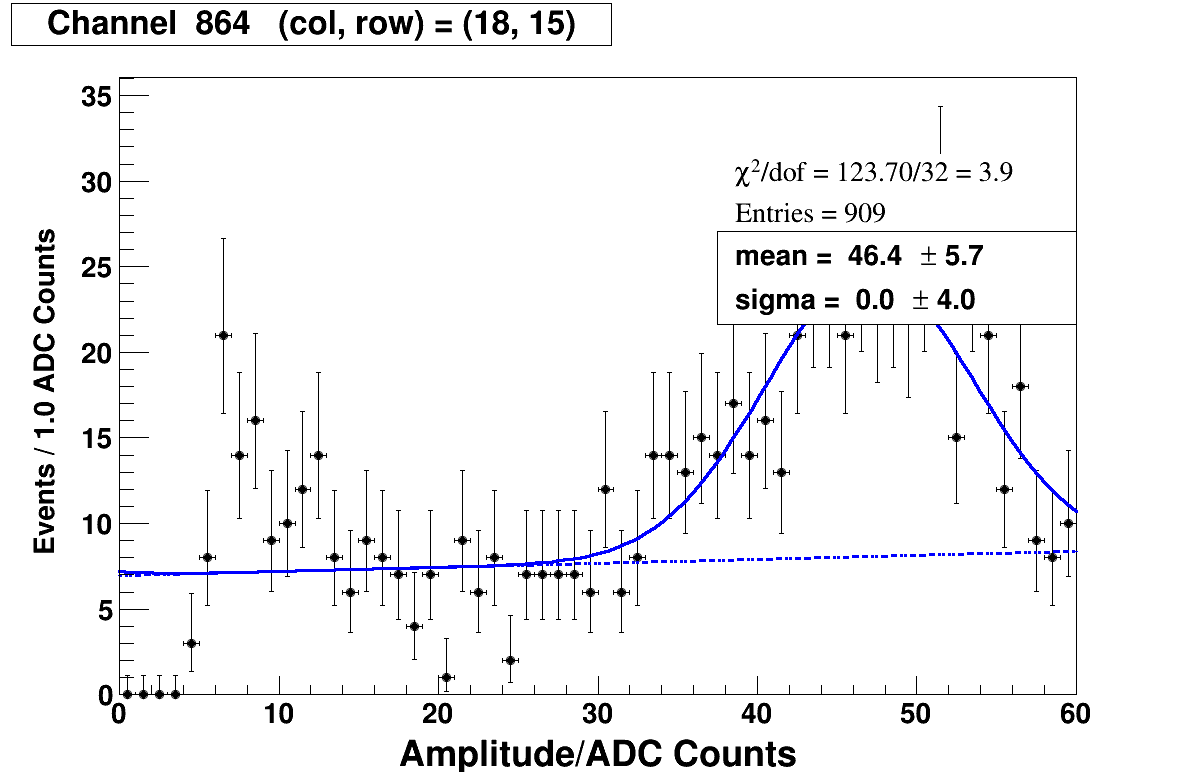 Channel 864 (col, row) = (18, 15)
35
30
25
20
15
10
5
0
Events / 1.0 ADC Counts
χ²/dof = 123.70/32 = 3.9
Entries = 909
mean = 46.4 ± 5.7
sigma = 0.0 ± 4.0
0 10 20 30 40 50 60
Amplitude/ADC Counts